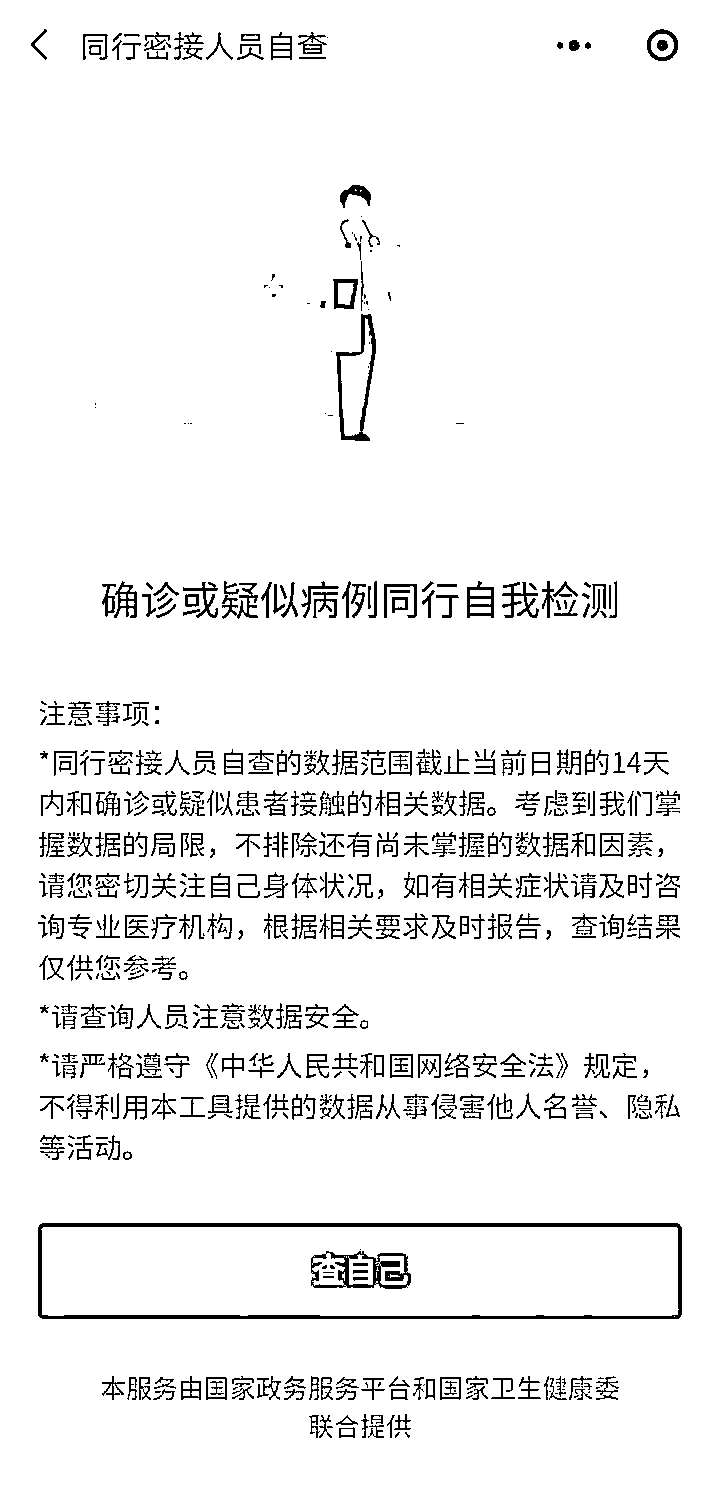 同行密接人员自查
确诊或疑似病例同行自我检测
注意事项：
*同行密接人员自查的数据范围截止当前日期的14天
内和确诊或疑似患者接触的相关数据。考虑到我们掌
握数据的局限，不排除还有尚未掌握的数据和因素，
请您密切关注自己身体状况，如有相关症状请及时咨
询专业医疗机构，根据相关要求及时报告，查询结果
仅供您参考。
*请查询人员注意数据安全。
*请严格遵守《中华人民共和国网络安全法》规定，
不得利用本工具提供的数据从事侵害他人名誉、隐私
等活动。
查自己
本服务由国家政务服务平台和国家卫生健康委
联合提供